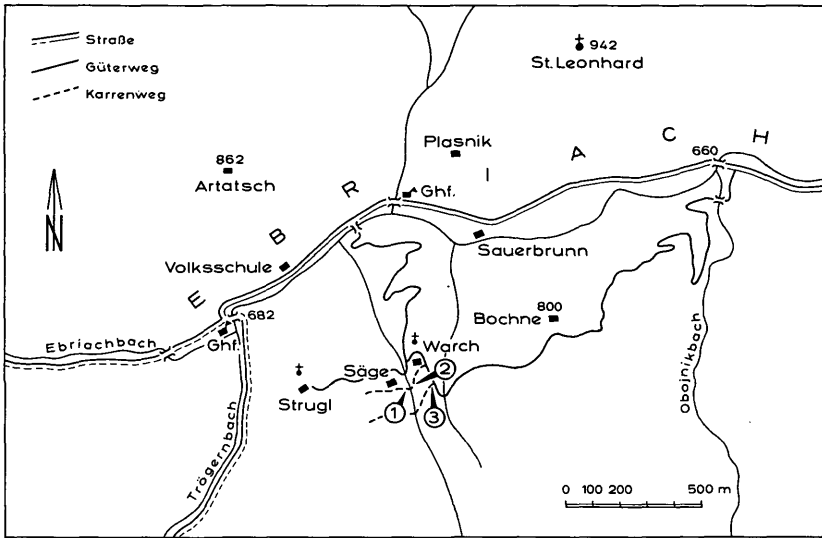 Straße
Güterweg
Karrenweg
942
St. Leonhard
862
Artatsch
Plasnik
N
E B R I A C H
660
Ghf.
Sauerbrunn
Volksschule
682
Ghf.
Ebriachbach
Bochne
800
Warch
Säge
Strugl
1
2
3
Trögernbach
Obojnikbach
0 100 200 500 m